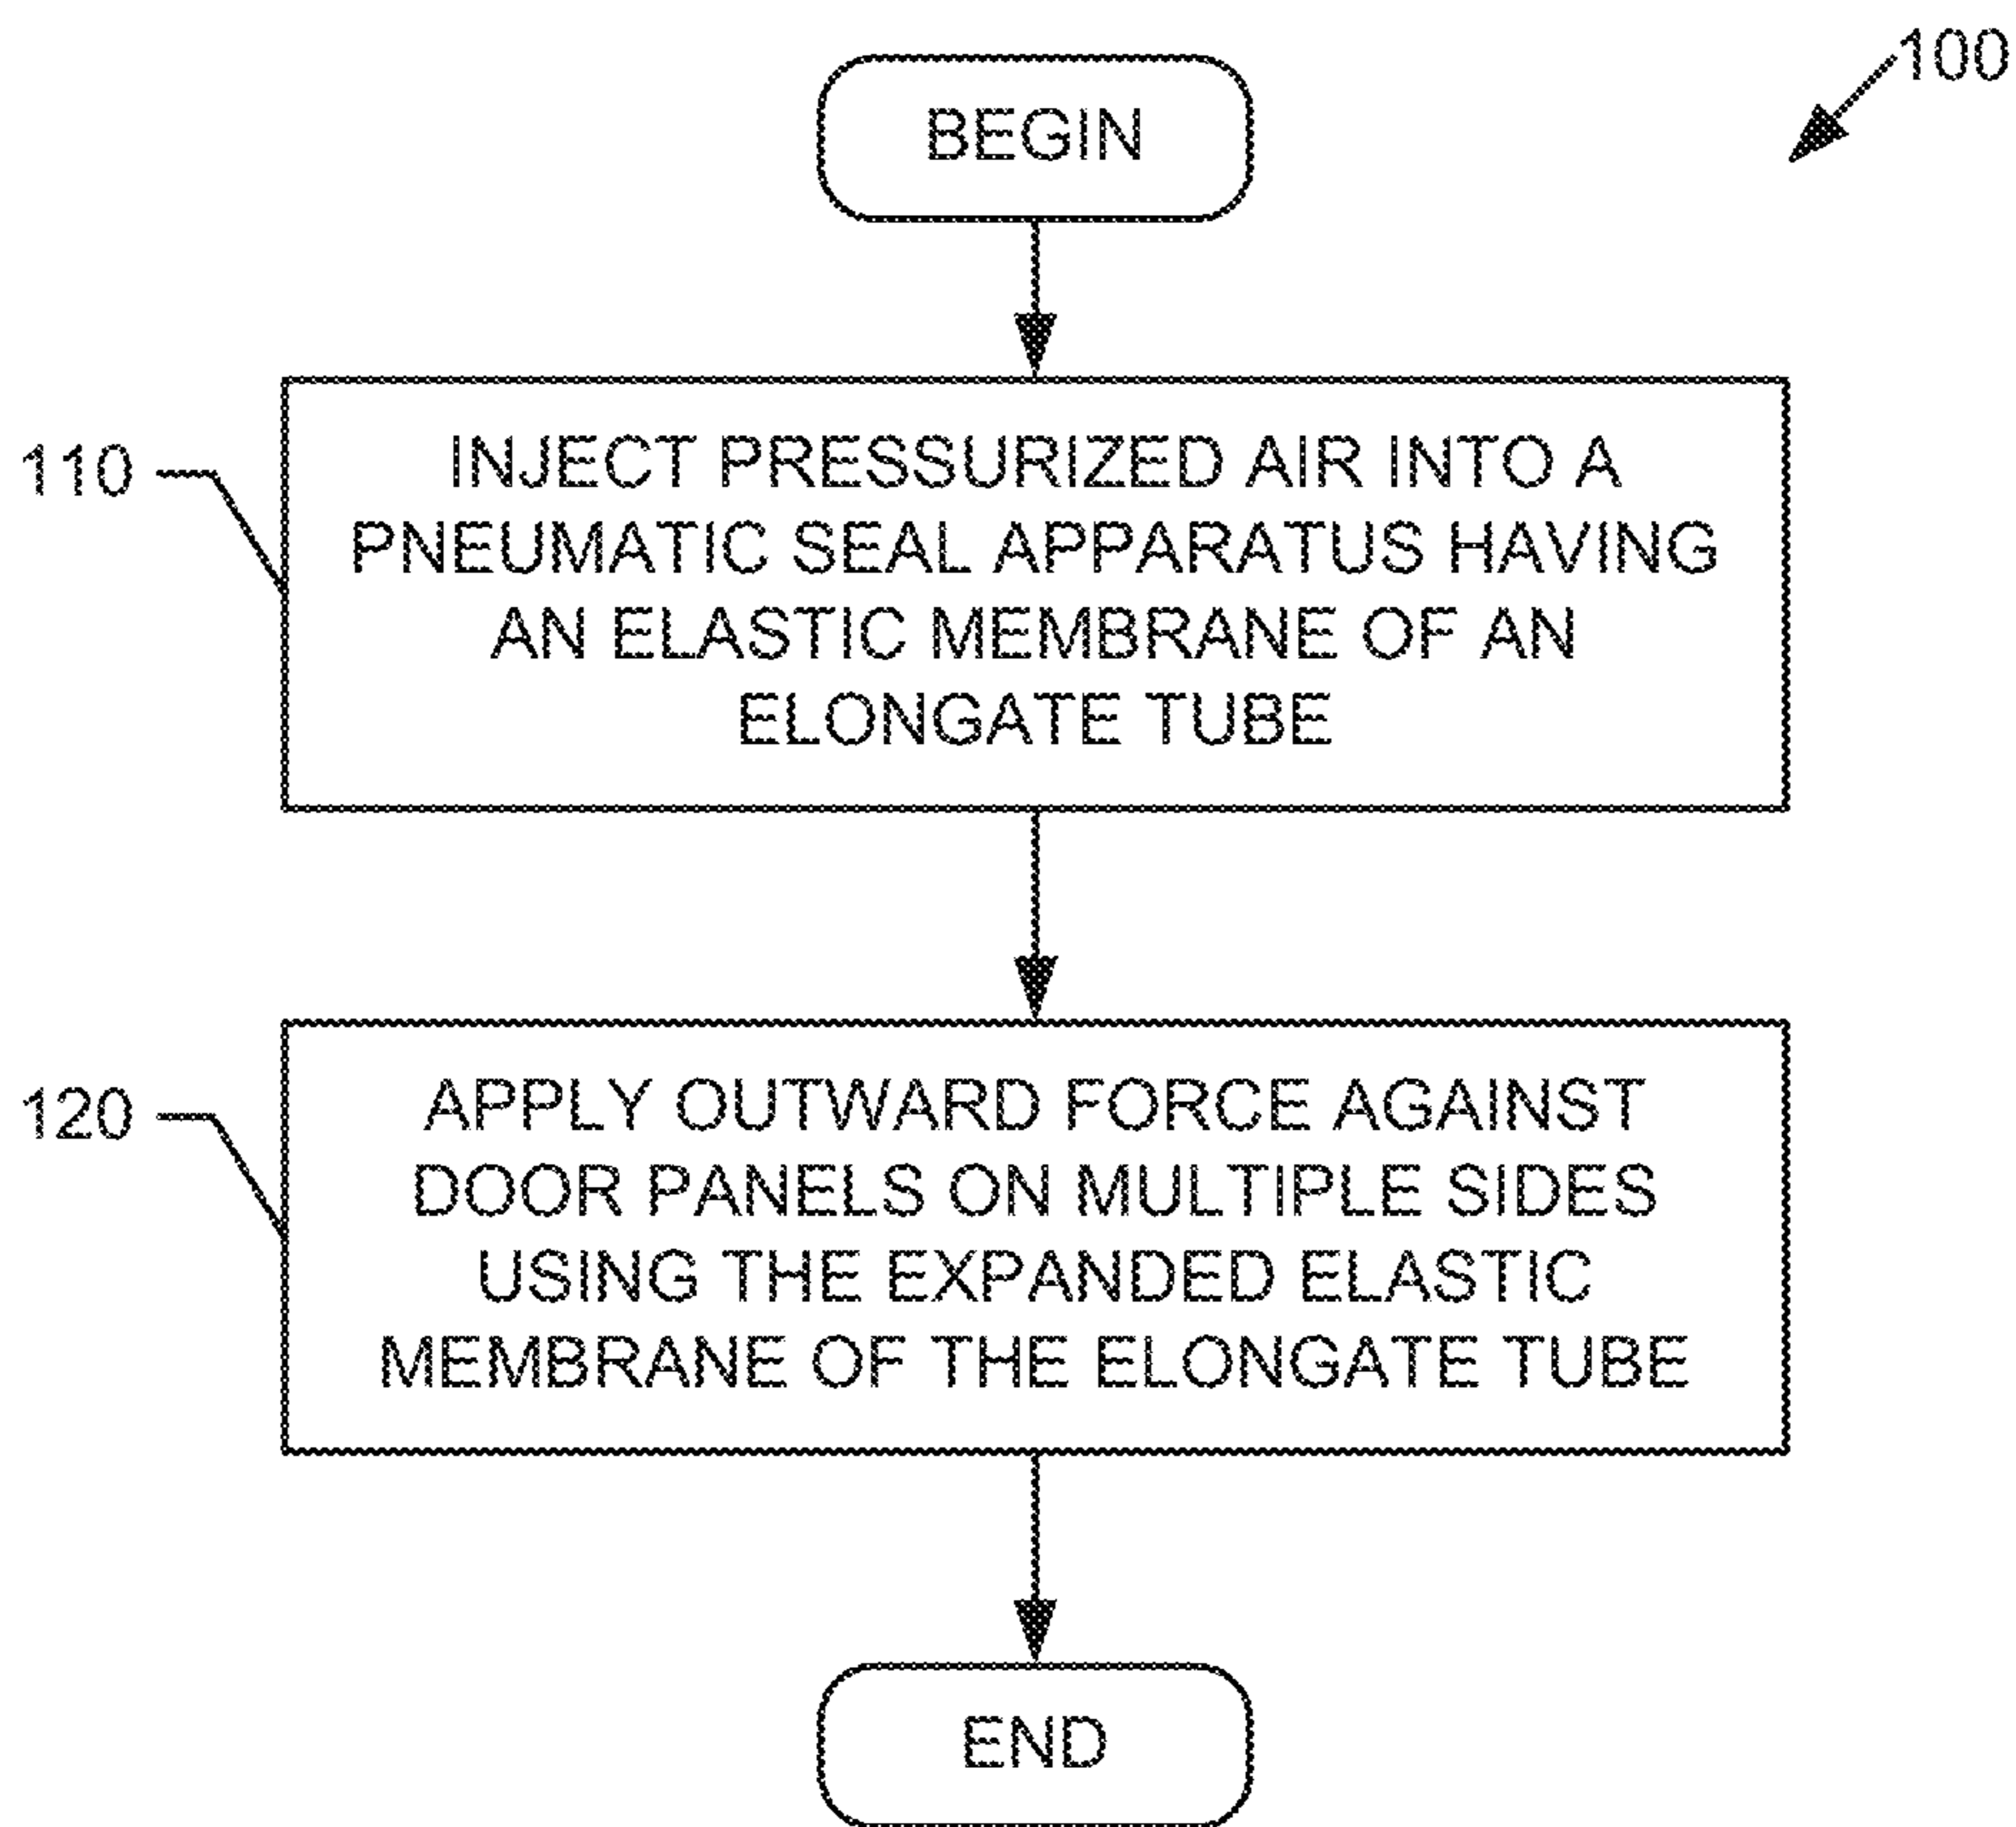 100
BEGIN
110
INJECT PRESSURIZED AIR INTO A
PNEUMATIC SEAL APPARATUS HAVING
AN ELASTIC MEMBRANE OF AN
ELONGATE TUBE
120
APPLY OUTWARD FORCE AGAINST
DOOR PANELS ON MULTIPLE SIDES
USING THE EXPANDED ELASTIC
MEMBRANE OF THE ELONGATE TUBE
END